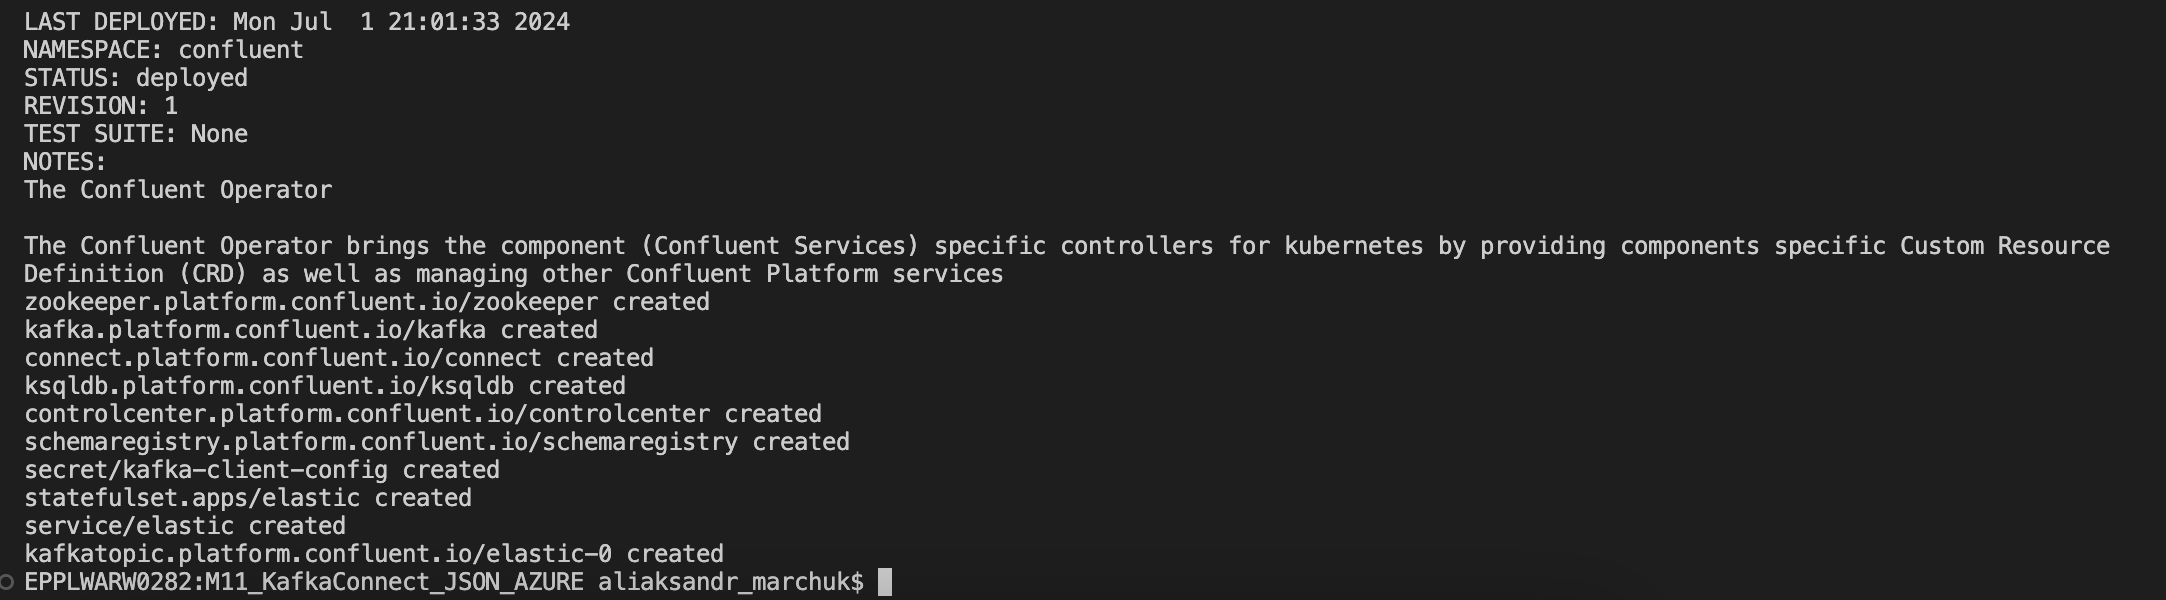 LAST DEPLOYED: Mon Jul  1 21:01:33 2024
NAMESPACE: confluent
STATUS: deployed
REVISION: 1
TEST SUITE: None
NOTES:
The Confluent Operator

The Confluent Operator brings the component (Confluent Services) specific controllers for kubernetes by providing components specific Custom Resource
Definition (CRD) as well as managing other Confluent Platform services
zookeeper.platform.confluent.io/zookeeper created
kafka.platform.confluent.io/kafka created
connect.platform.confluent.io/connect created
ksqldb.platform.confluent.io/ksqldb created
controlcenter.platform.confluent.io/controlcenter created
schemaregistry.platform.confluent.io/schemaregistry created
secret/kafka-client-config created
statefulset.apps/elastic created
service/elastic created
kafkatopic.platform.confluent.io/elastic-0 created
EPPLWARW0282:M11_KafkaConnect_JSON_AZURE aliaksandr_marchuk$